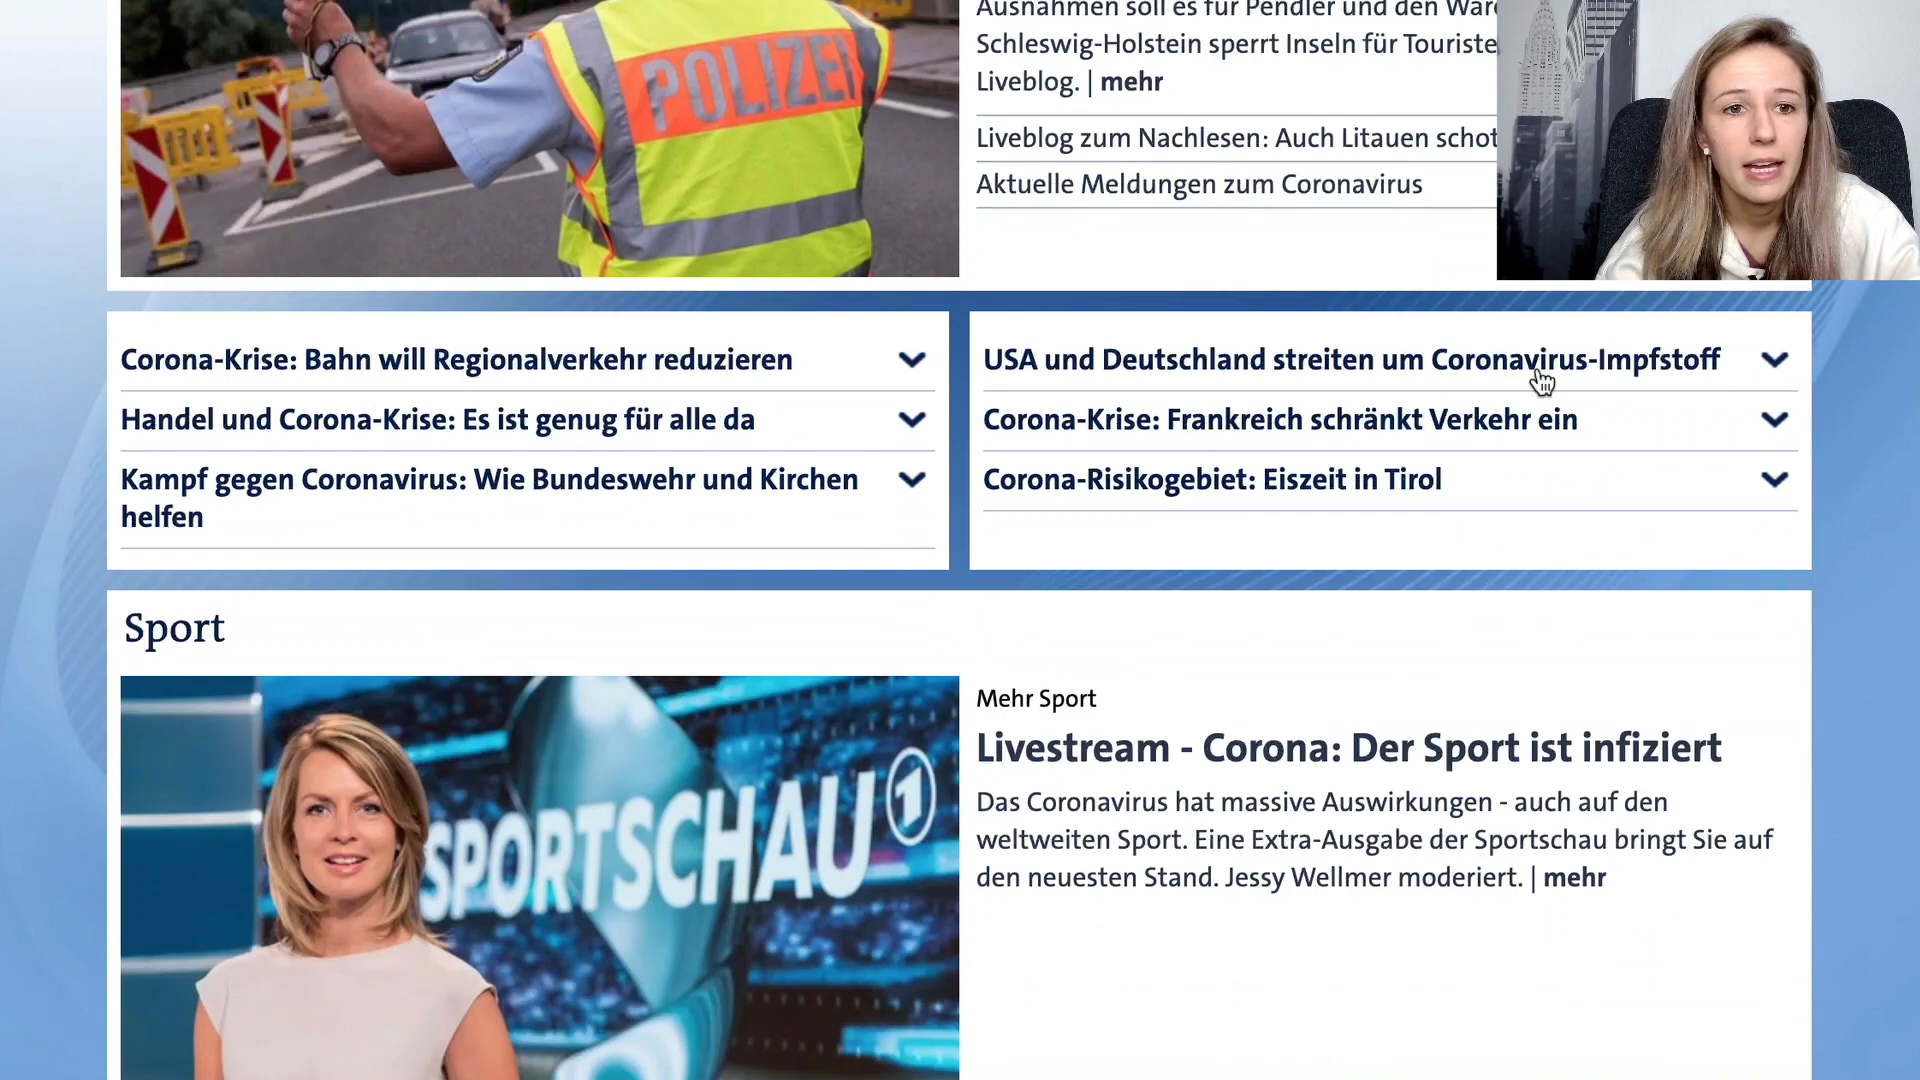 POLIZEI
Ausnahmen soll es für Pendler und den
Schleswig-Holstein sperrt Inseln für
Liveblog. | mehr
Liveblog zum Nachlesen: Auch Litauen
Aktuelle Meldungen zum Coronavirus
Corona-Krise: Bahn will Regionalverkehr reduzieren
Handel und Corona-Krise: Es ist genug für alle da
Kampf gegen Coronavirus: Wie Bundeswehr und Kirchen
helfen
USA und Deutschland streiten um Coronavirus-Impfstoff
Corona-Krise: Frankreich schränkt Verkehr ein
Corona-Risikogebiet: Eiszeit in Tirol
Sport
SPORTSCHAU 1
Mehr Sport
Livestream - Corona: Der Sport ist infiziert
Das Coronavirus hat massive Auswirkungen - auch auf den
weltweiten Sport. Eine Extra-Ausgabe der Sportschau bringt Sie auf
den neuesten Stand. Jessy Wellmer moderiert. | mehr